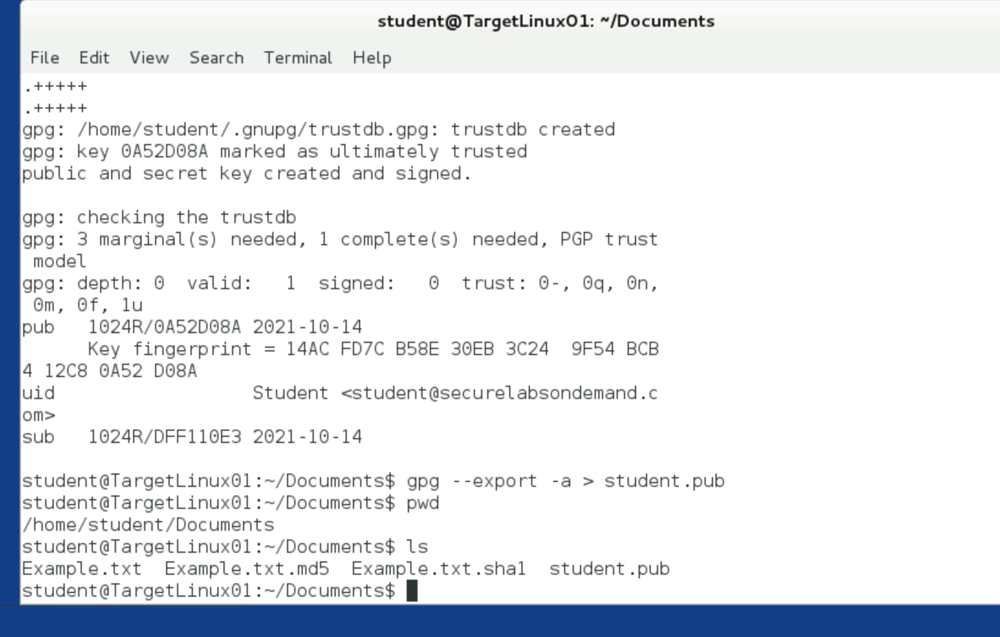 student@TargetLinux01: ~/Documents
File Edit View Search Terminal Help
.+++++
.+++++
gpg: /home/student/.gnupg/trustdb.gpg: trustdb created
gpg: key 0A52D08A marked as ultimately trusted
public and secret key created and signed.
gpg: checking the trustdb
gpg: 3 marginal(s) needed, 1 complete(s) needed, PGP trust
 model
gpg: depth: 0  valid:   1  signed:   0  trust: 0-, 0q, 0n,
 0m, 0f, 1u
pub   1024R/0A52D08A 2021-10-14
      Key fingerprint = 14AC FD7C B58E 30EB 3C24  9F54 BCB
4 12C8 0A52 D08A
uid                  Student <student@securelabsondemand.c
om>
sub   1024R/DFF110E3 2021-10-14
student@TargetLinux01:~/Documents$ gpg --export -a > student.pub
student@TargetLinux01:~/Documents$ pwd
/home/student/Documents
student@TargetLinux01:~/Documents$ ls
Example.txt  Example.txt.md5  Example.txt.sha1  student.pub
student@TargetLinux01:~/Documents$